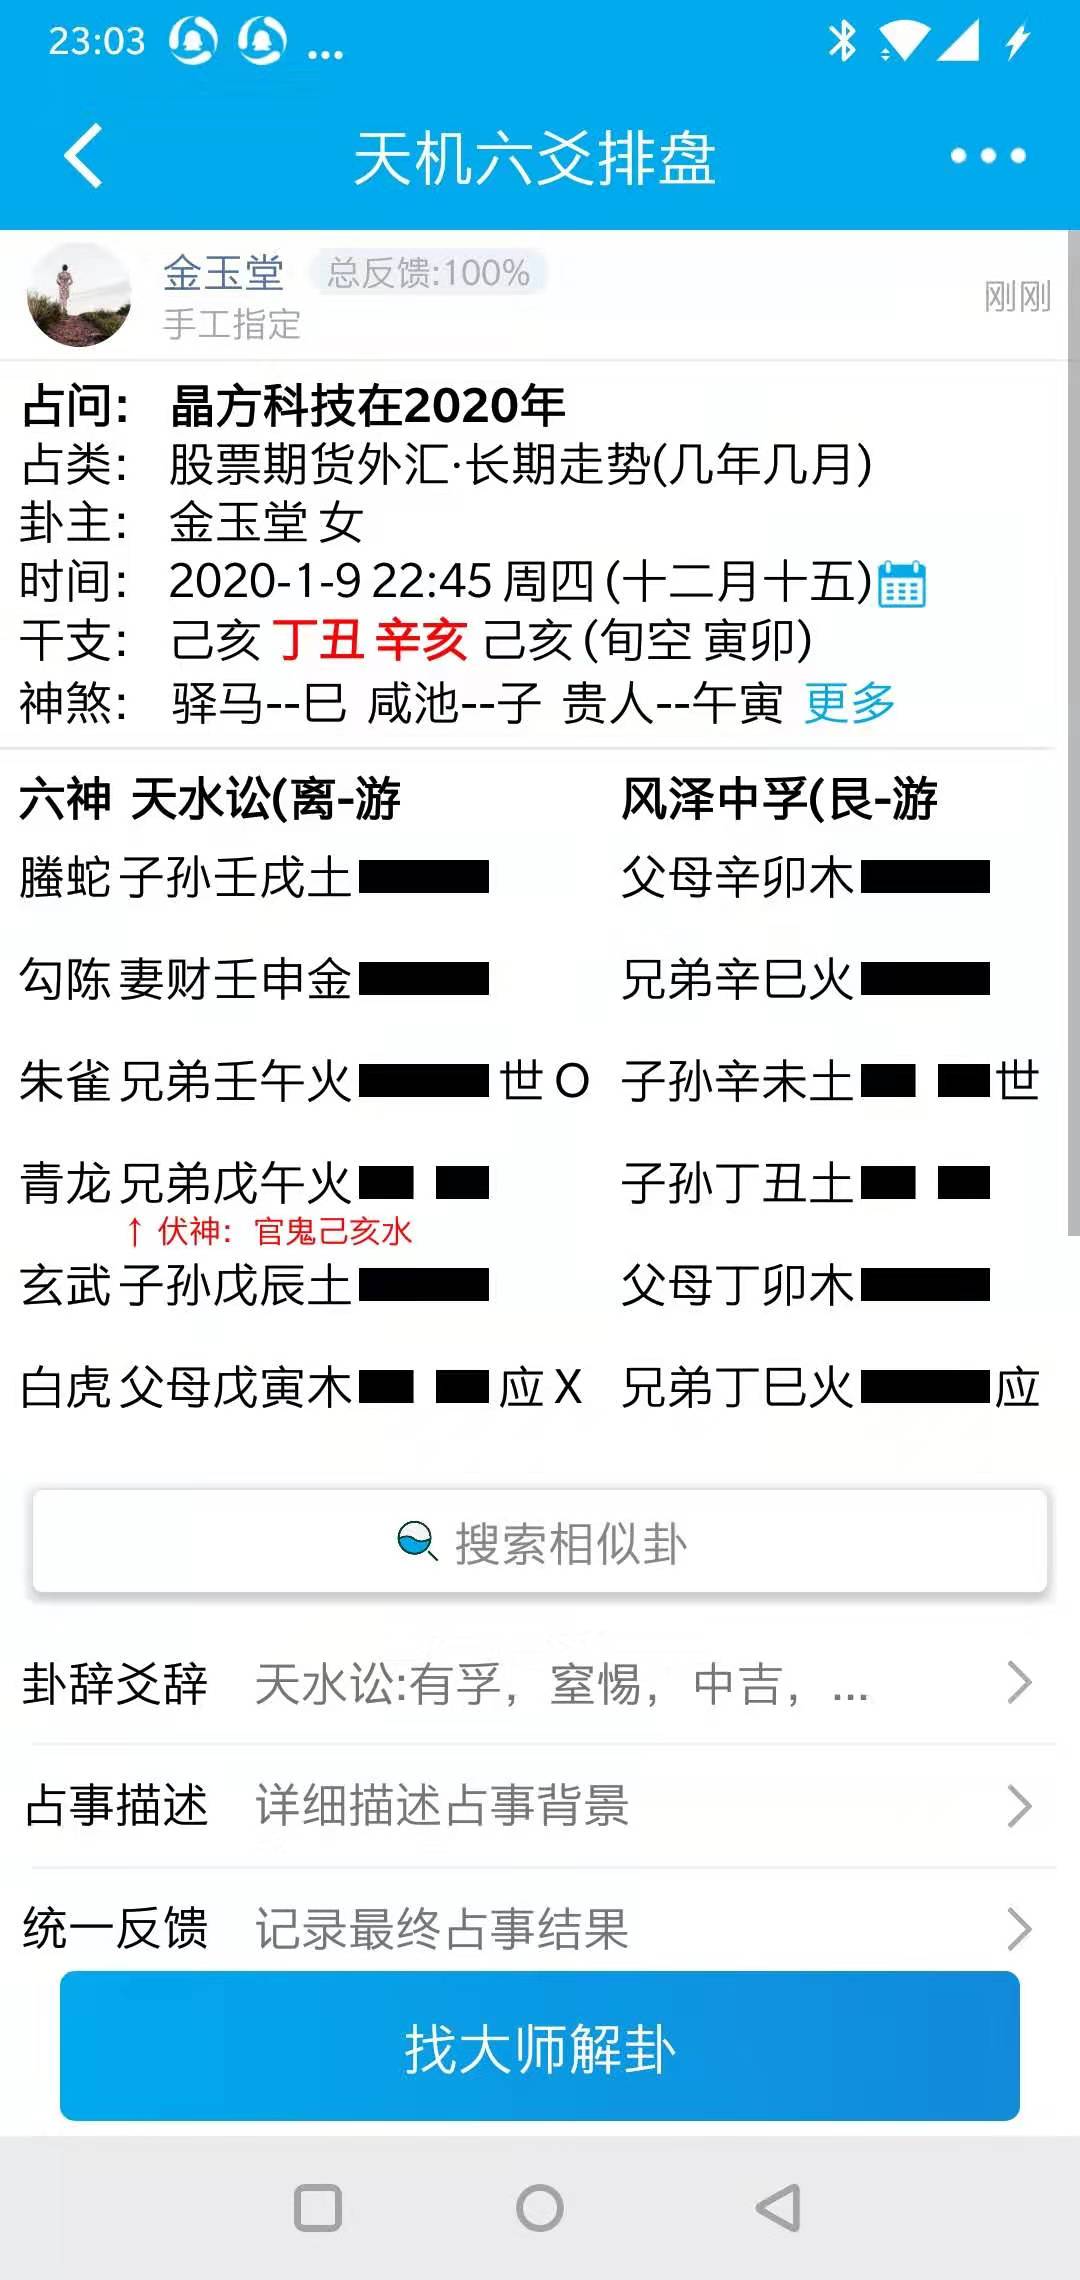 23:03 ...
天机六爻排盘
金玉堂 总反馈:100%
手工指定
刚刚
占问： 晶方科技在2020年
占类： 股票期货外汇·长期走势(几年几月)
卦主： 金玉堂 女
时间： 2020-1-9 22:45 周四 (十二月十五)
干支： 己亥 丁丑 辛亥 己亥 (旬空 寅卯)
神煞： 驿马--巳 咸池--子 贵人--午寅 更多
六神 天水讼(离-游 风泽中孚(艮-游
螣蛇 子孙壬戌土 父母辛卯木
勾陈 妻财壬申金 兄弟辛巳火
朱雀 兄弟壬午火 世 O 子孙辛未土 世
青龙 兄弟戊午火 子孙丁丑土
↑ 伏神：官鬼己亥水
玄武 子孙戊辰土 父母丁卯木
白虎 父母戊寅木 应 X 兄弟丁巳火 应
搜索相似卦
卦辞爻辞 天水讼:有孚，窒惕，中吉，...
占事描述 详细描述占事背景
统一反馈 记录最终占事结果
找大师解卦